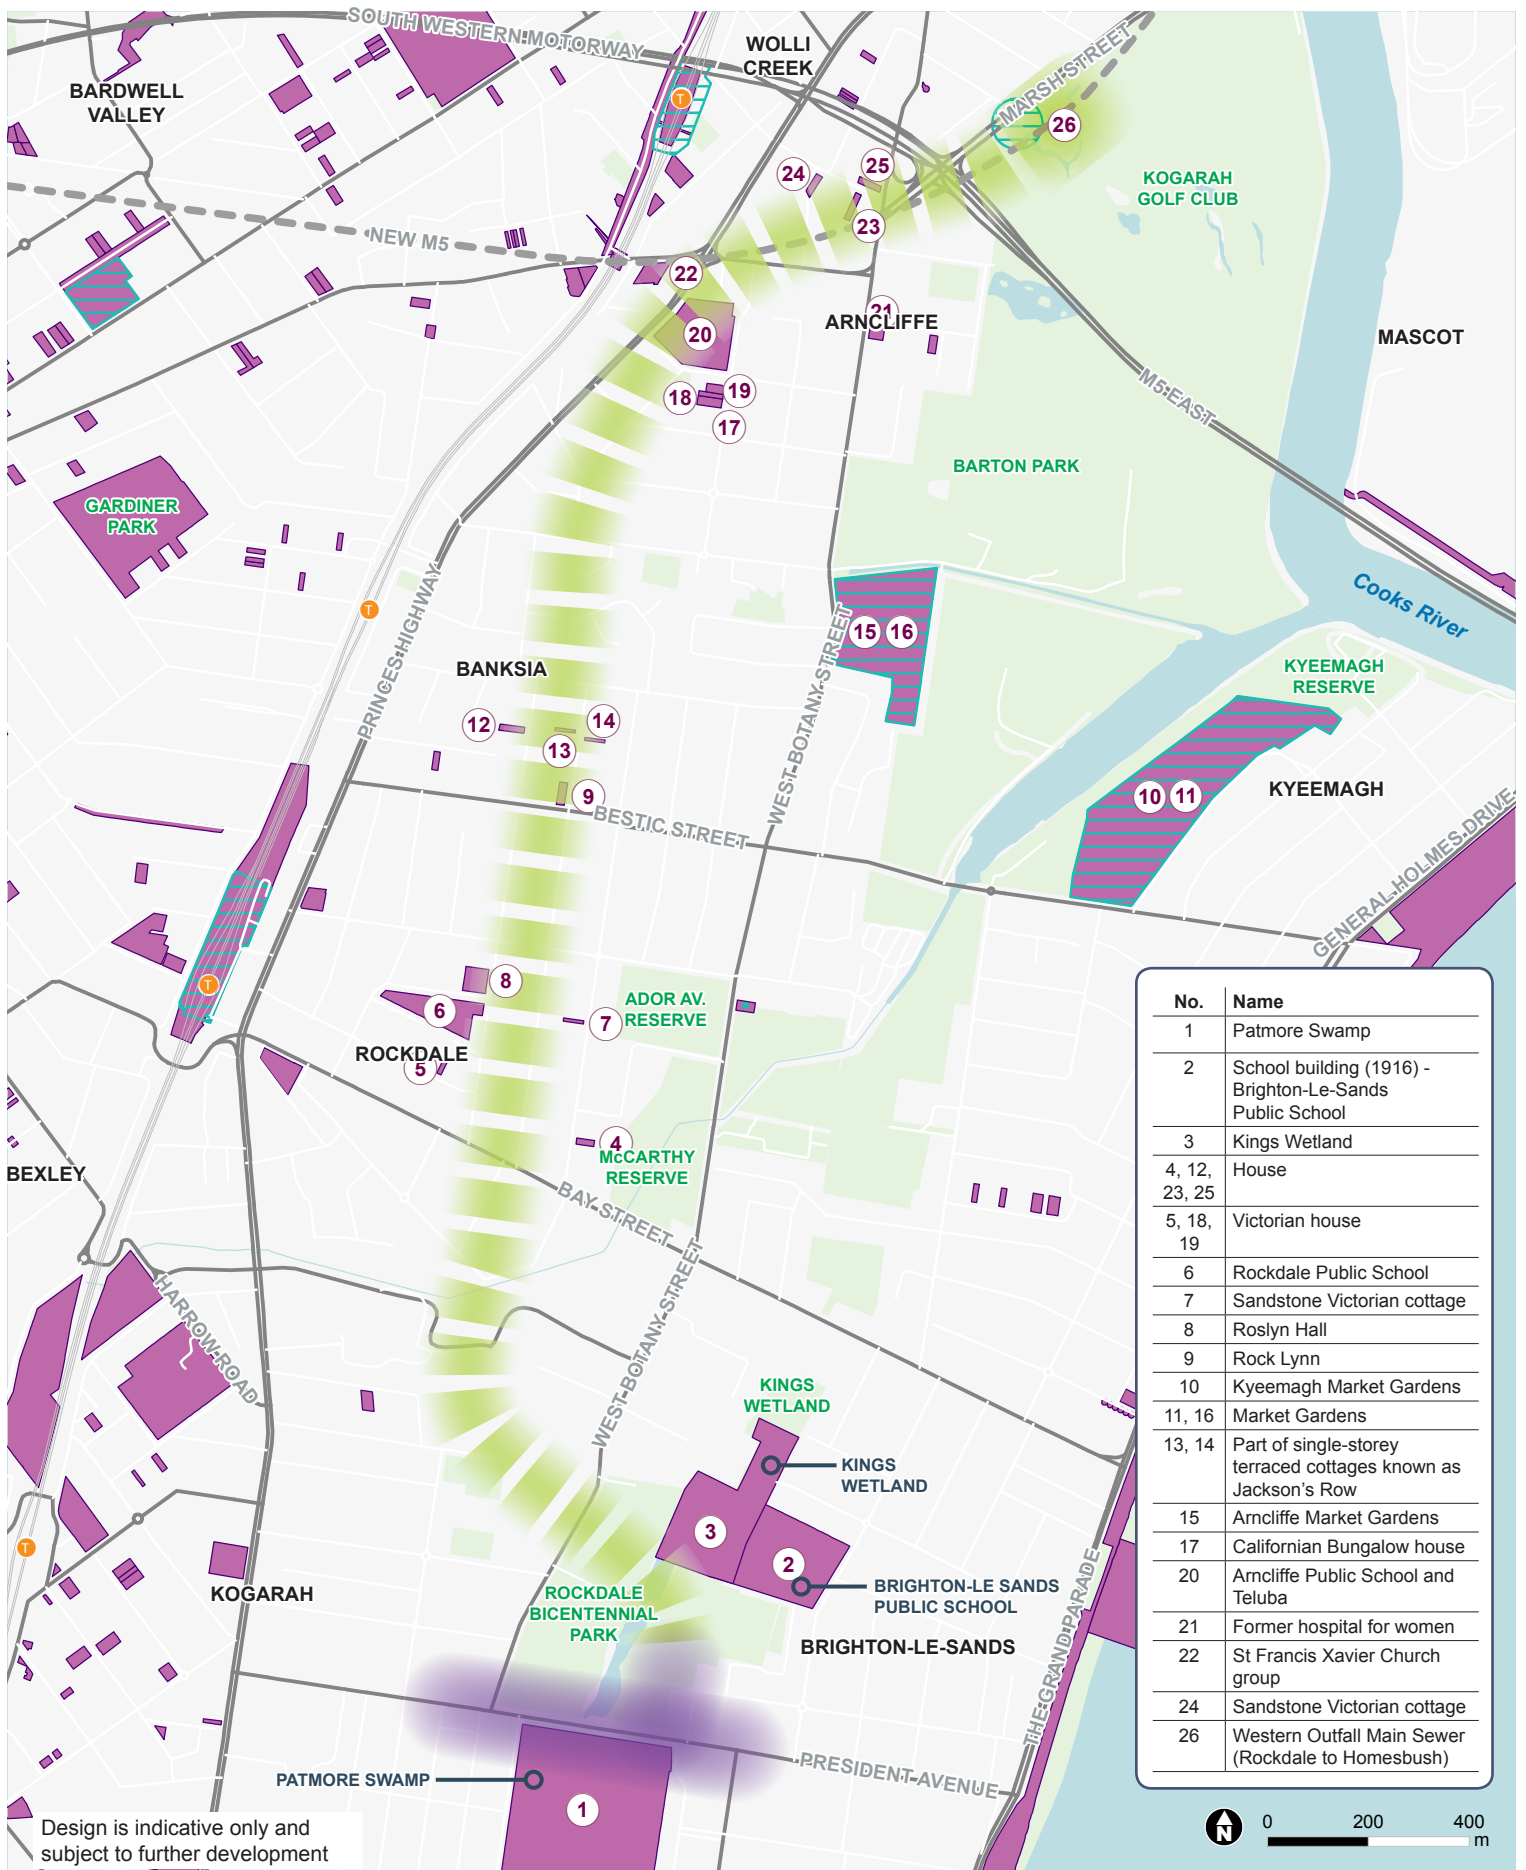 SOUTH WESTERN MOTORWAY
WOLLI
CREEK
MARSH STREET
BARDWELL
VALLEY
T
26
25
24
KOGARAH
GOLF CLUB
23
NEW M5
22
21
ARNCLIFFE
20
MASCOT
19
18
17
M5 EAST
BARTON PARK
GARDINER
PARK
Cooks River
T
PRINCES HIGHWAY
WEST BOTANY STREET
15
16
BANKSIA
KYEEMAGH
RESERVE
12
14
13
9
BESTIC STREET
10
11
KYEEMAGH
GENERAL HOLMES DRIVE
T
8
6
ADOR AV.
RESERVE
7
ROCKDALE
5
4
McCARTHY
RESERVE
BEXLEY
BAY STREET
HARROW ROAD
WEST BOTANY STREET
KINGS
WETLAND
KINGS
WETLAND
3
T
2
BRIGHTON-LE SANDS
PUBLIC SCHOOL
KOGARAH
ROCKDALE
BICENTENNIAL
PARK
BRIGHTON-LE-SANDS
THE GRAND PARADE
PRESIDENT AVENUE
PATMORE SWAMP
1
Design is indicative only and
subject to further development
No. Name
1 Patmore Swamp
2 School building (1916) -
Brighton-Le-Sands
Public School
3 Kings Wetland
4, 12, House
23, 25
5, 18, Victorian house
19
6 Rockdale Public School
7 Sandstone Victorian cottage
8 Roslyn Hall
9 Rock Lynn
10 Kyeemagh Market Gardens
11, 16 Market Gardens
13, 14 Part of single-storey
terraced cottages known as
Jackson's Row
15 Arncliffe Market Gardens
17 Californian Bungalow house
20 Arncliffe Public School and
Teluba
21 Former hospital for women
22 St Francis Xavier Church
group
24 Sandstone Victorian cottage
26 Western Outfall Main Sewer
(Rockdale to Homesbush)
N
0 200 400
m